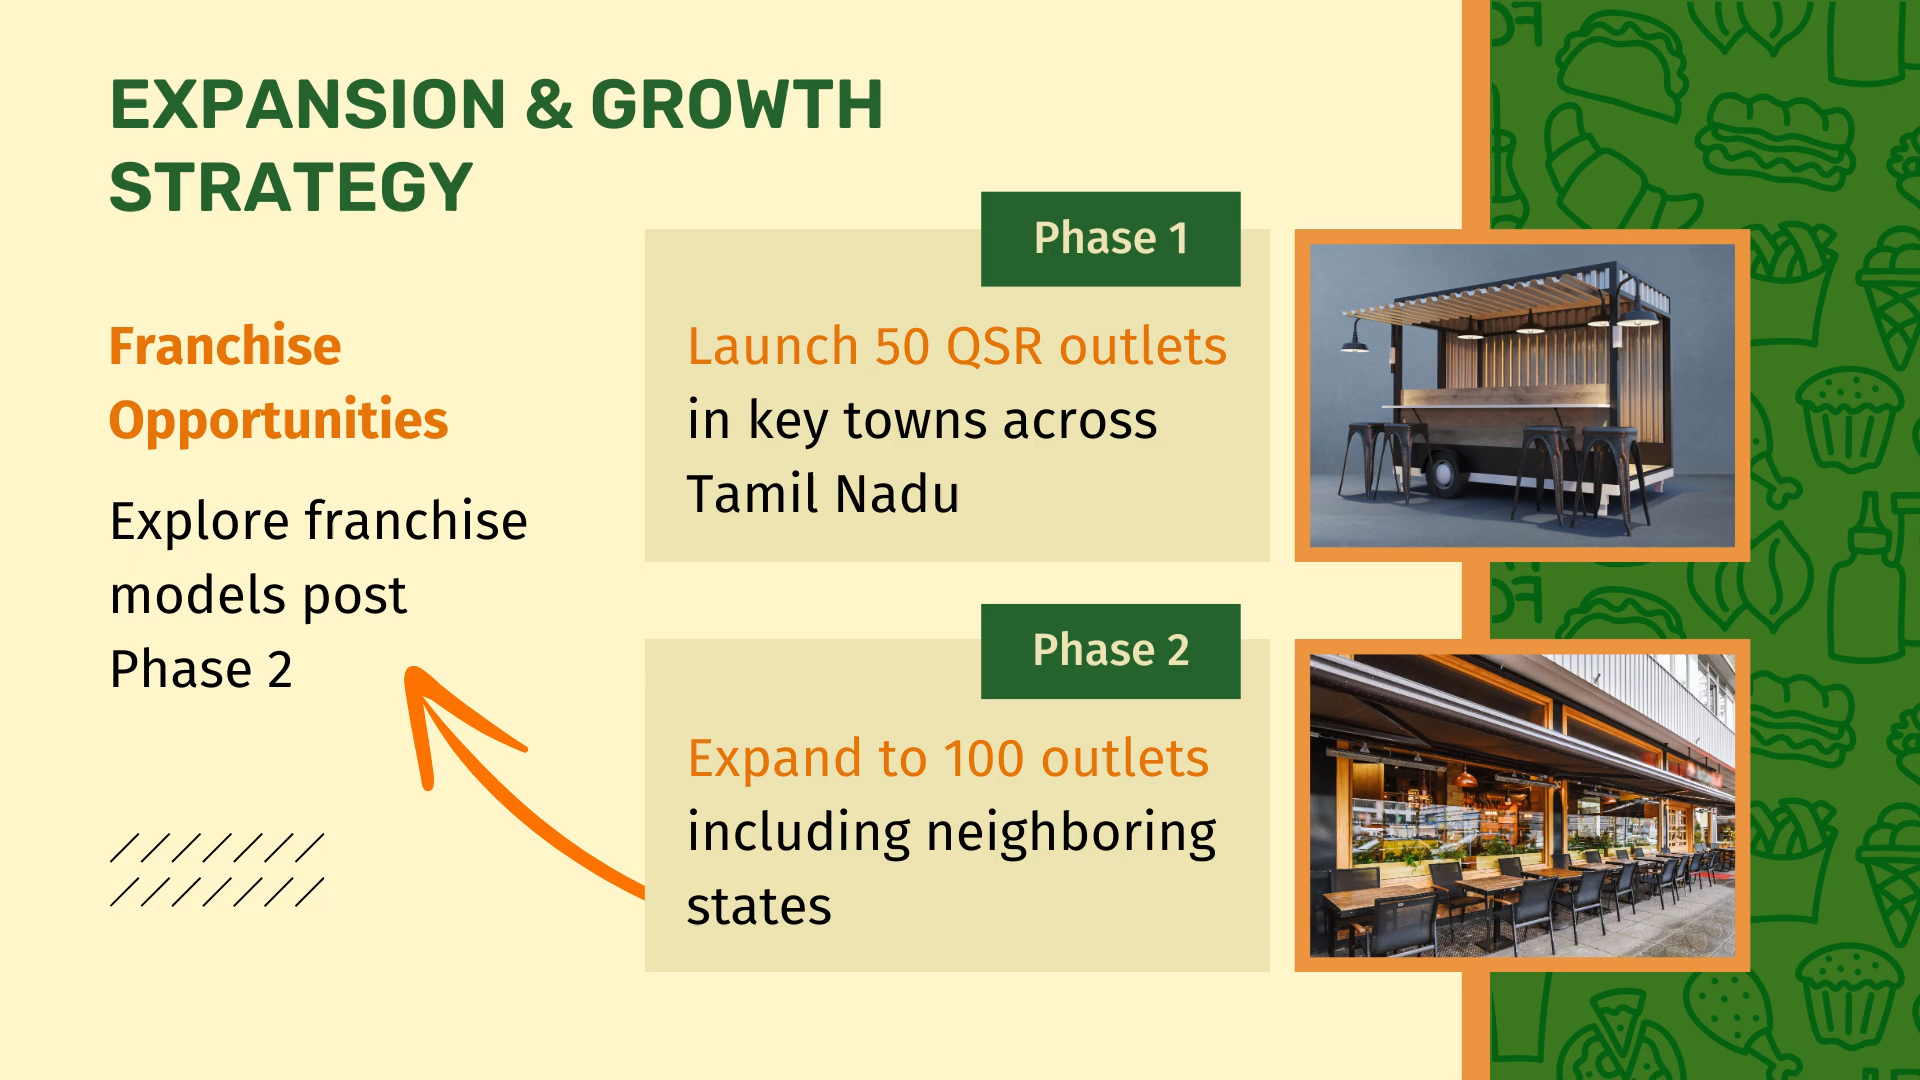 EXPANSION & GROWTH
STRATEGY
Franchise
Opportunities
Explore franchise
models post
Phase 2
Phase 1
Launch 50 QSR outlets
in key towns across
Tamil Nadu
Phase 2
Expand to 100 outlets
including neighboring
states